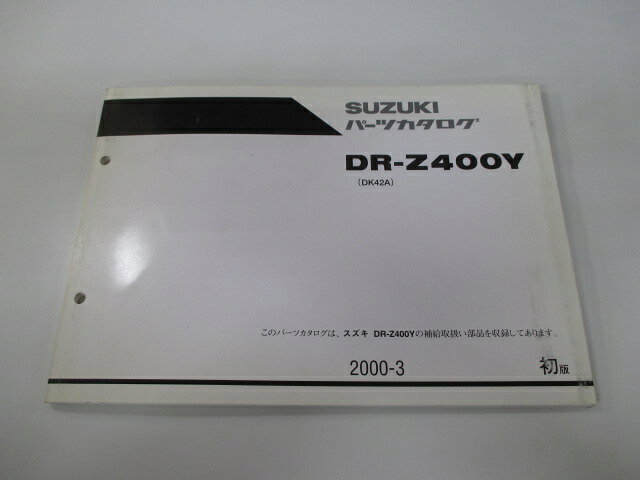 SUZUKI
パーツカタログ
DR-Z400Y
(DK42A)
このパーツカタログは、スズキ DR-Z400Yの補給取扱い部品を収録してあります。
2000-3
初版